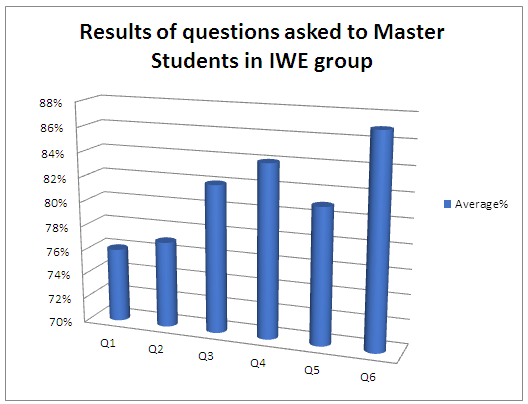 Results of questions asked to Master
Students in IWE group
88%
86%
84%
82%
80%
78%
76%
74%
72%
70%
Q1
Q2
Q3
Q4
Q5
Q6
Average%